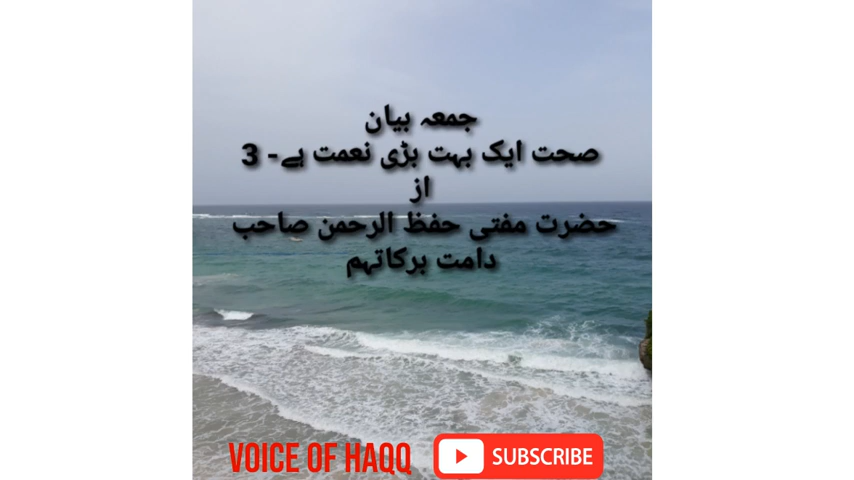 جمعہ بیان
صحت ایک بہت بڑی نعمت ہے- 3
از
حضرت مفتی حفظ الرحمن صاحب
دامت برکاتہم
VOICE OF HAQQ
SUBSCRIBE